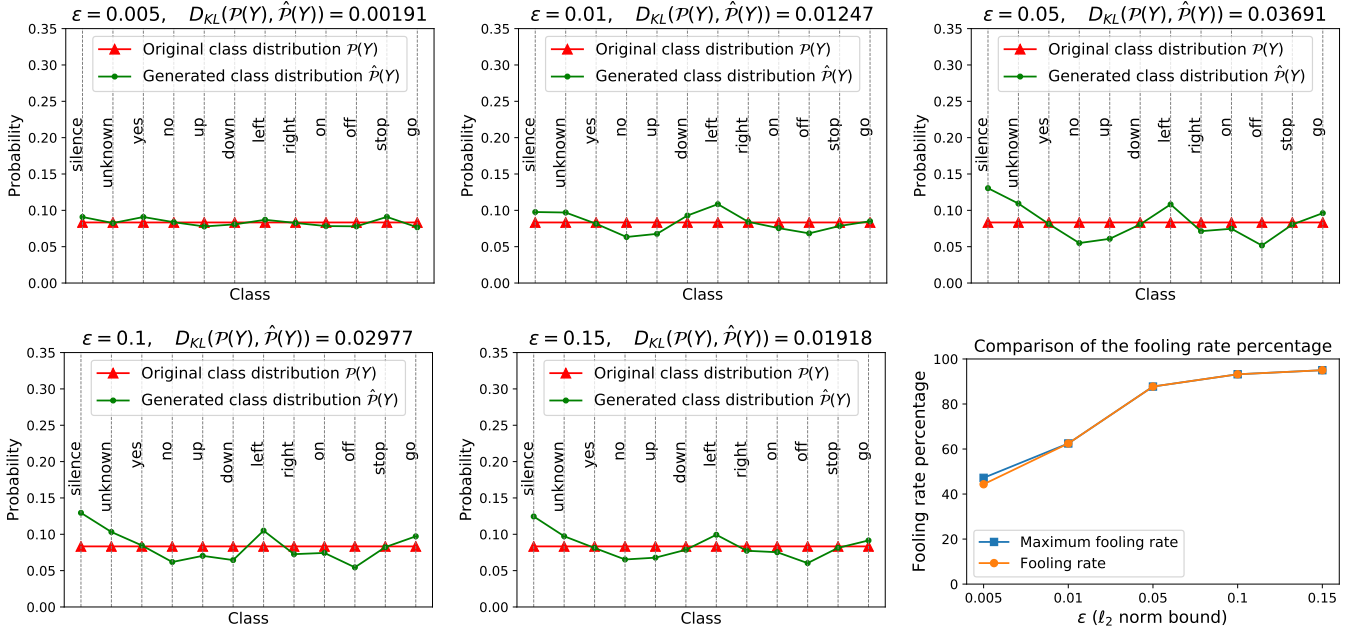 ε = 0.005, D_KL(𝒫(Y), 𝒫̂(Y)) = 0.00191
0.35
0.30
0.25
0.20
0.15
0.10
0.05
0.00
Probability
Original class distribution 𝒫(Y)
Generated class distribution 𝒫̂(Y)
silence
unknown
yes
no
up
down
left
right
on
off
stop
go
Class
ε = 0.01, D_KL(𝒫(Y), 𝒫̂(Y)) = 0.01247
0.35
0.30
0.25
0.20
0.15
0.10
0.05
0.00
Probability
Original class distribution 𝒫(Y)
Generated class distribution 𝒫̂(Y)
silence
unknown
yes
no
up
down
left
right
on
off
stop
go
Class
ε = 0.05, D_KL(𝒫(Y), 𝒫̂(Y)) = 0.03691
0.35
0.30
0.25
0.20
0.15
0.10
0.05
0.00
Probability
Original class distribution 𝒫(Y)
Generated class distribution 𝒫̂(Y)
silence
unknown
yes
no
up
down
left
right
on
off
stop
go
Class
ε = 0.1, D_KL(𝒫(Y), 𝒫̂(Y)) = 0.02977
0.35
0.30
0.25
0.20
0.15
0.10
0.05
0.00
Probability
Original class distribution 𝒫(Y)
Generated class distribution 𝒫̂(Y)
silence
unknown
yes
no
up
down
left
right
on
off
stop
go
Class
ε = 0.15, D_KL(𝒫(Y), 𝒫̂(Y)) = 0.01918
0.35
0.30
0.25
0.20
0.15
0.10
0.05
0.00
Probability
Original class distribution 𝒫(Y)
Generated class distribution 𝒫̂(Y)
silence
unknown
yes
no
up
down
left
right
on
off
stop
go
Class
Comparison of the fooling rate percentage
100
80
60
40
20
0
Fooling rate percentage
Maximum fooling rate
Fooling rate
0.005 0.01 0.05 0.1 0.15
ε (ℓ₂ norm bound)